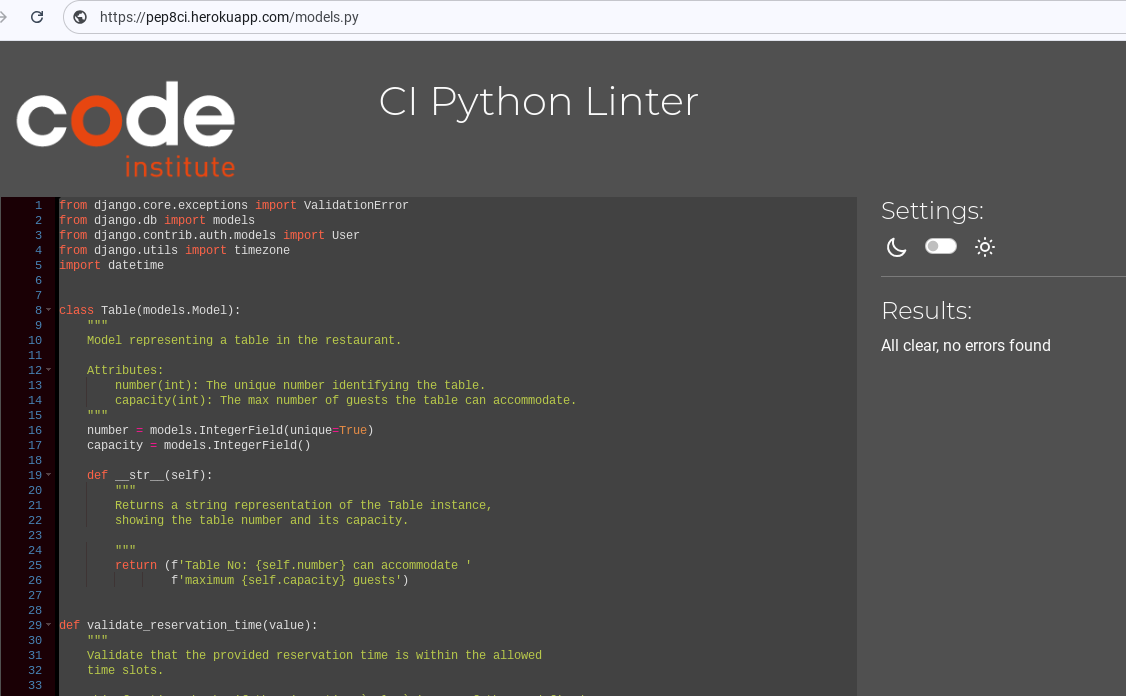 https://pep8ci.herokuapp.com/models.py
code
institute
CI Python Linter
1 from django.core.exceptions import ValidationError
2 from django.db import models
3 from django.contrib.auth.models import User
4 from django.utils import timezone
5 import datetime
6
7
8 class Table(models.Model):
9 """
10 Model representing a table in the restaurant.
11
12 Attributes:
13 number(int): The unique number identifying the table.
14 capacity(int): The max number of guests the table can accommodate.
15 """
16 number = models.IntegerField(unique=True)
17 capacity = models.IntegerField()
18
19 def __str__(self):
20 """
21 Returns a string representation of the Table instance,
22 showing the table number and its capacity.
23
24 """
25 return (f'Table No: {self.number} can accommodate '
26 f'maximum {self.capacity} guests')
27
28
29 def validate_reservation_time(value):
30 """
31 Validate that the provided reservation time is within the allowed
32 time slots.
33
Settings:
Results:
All clear, no errors found